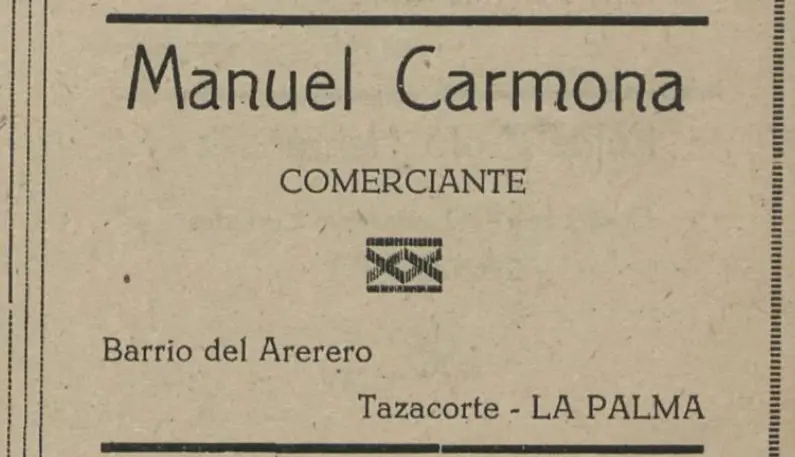 Manuel Carmona
COMERCIANTE
Barrio del Arerero
Tazacorte - LA PALMA